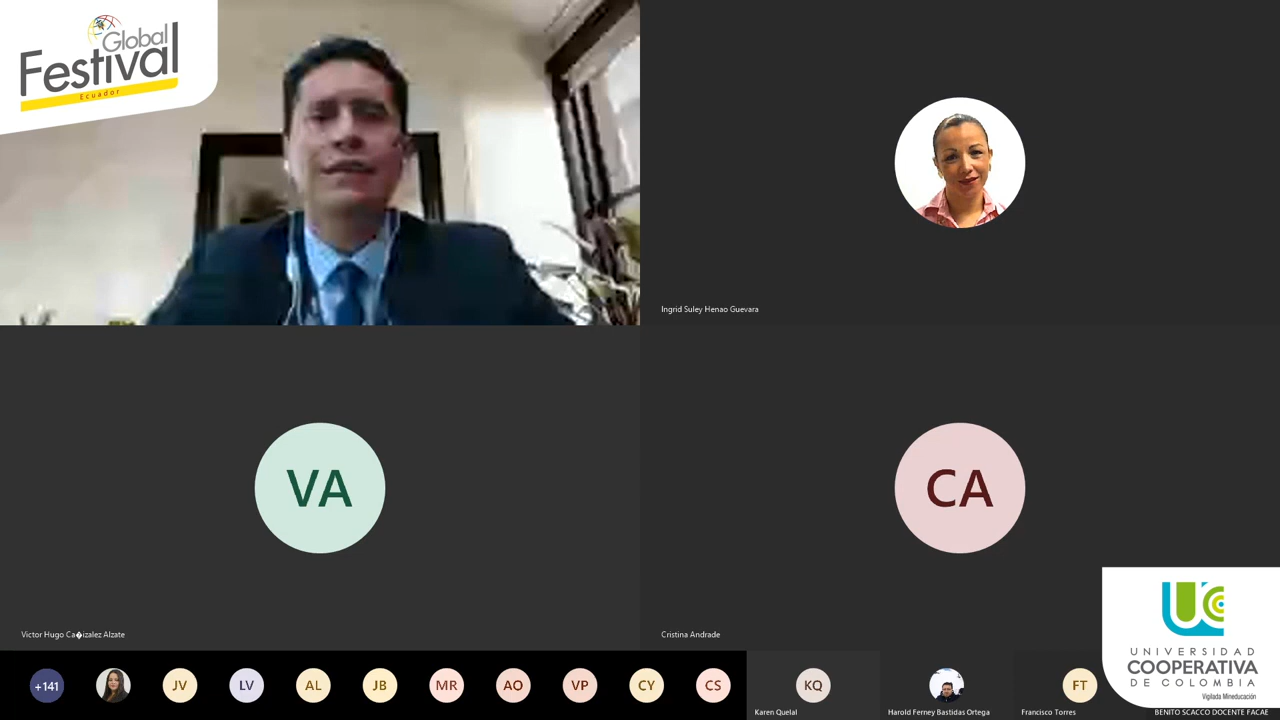 Global
Festival
Ecuador
Ingrid Suley Henao Guevara
VA
CA
Victor Hugo Ca�izalez Alzate
Cristina Andrade
UNIVERSIDAD
COOPERATIVA
DE COLOMBIA
Vigilada Mineducación
+141
JV
LV
AL
JB
MR
AO
VP
CY
CS
KQ
FT
Karen Quelal
Harold Ferney Bastidas Ortega
Francisco Torres
BENITO SCACCO DOCENTE FACAE